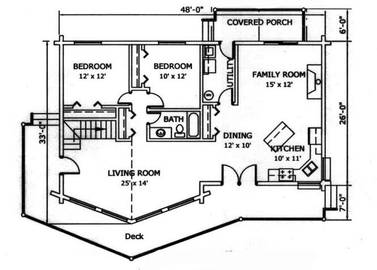 48'-0"
COVERED PORCH
6'-0"
BEDROOM
12' x 12'
BEDROOM
10' x 12'
UTILITY
FAMILY ROOM
15' x 12'
26'-0"
33'-0"
BATH
DINING
12' x 10'
KITCHEN
10' x 11'
LIVING ROOM
25' x 14'
7'-0"
Deck